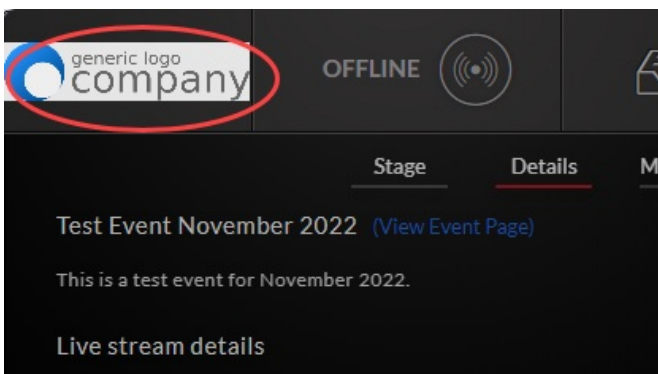 generic logo
company
OFFLINE
Stage Details M
Test Event November 2022 (View Event Page)
This is a test event for November 2022.
Live stream details